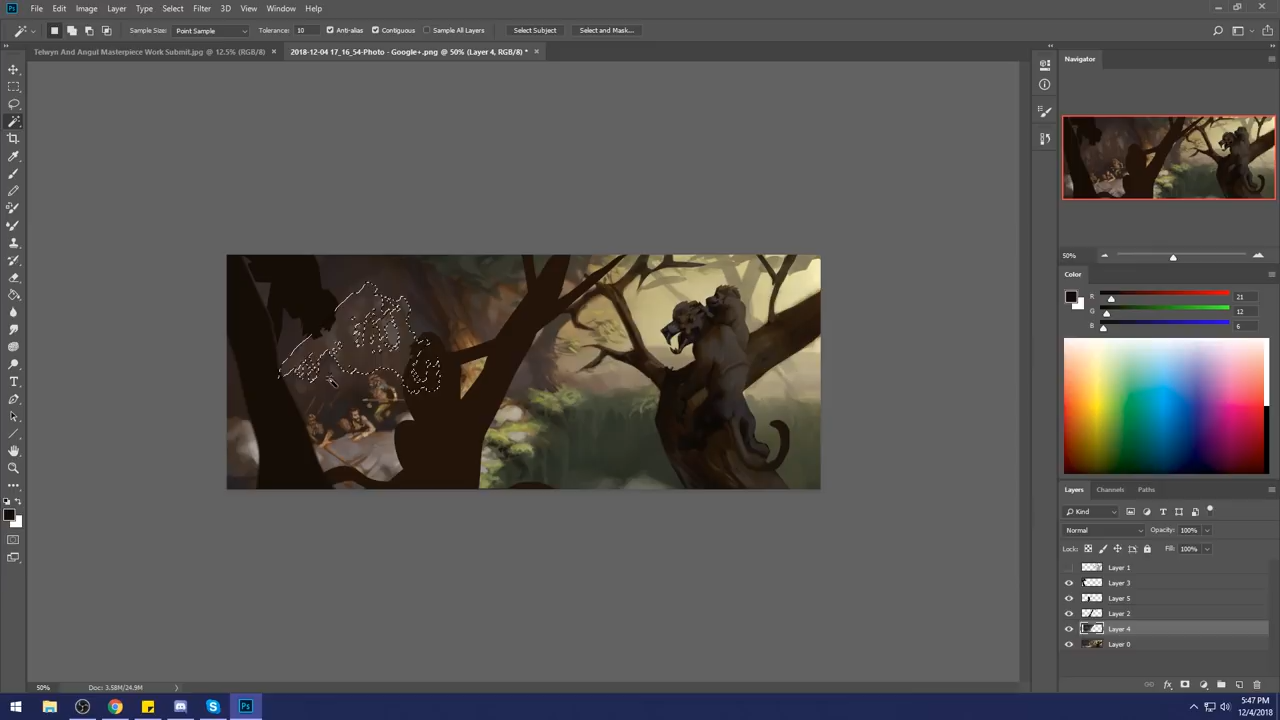 Ps File Edit Image Layer Type Select Filter 3D View Window Help
Sample Size: Point Sample Tolerance: 10 Anti-alias Contiguous Sample All Layers Select Subject Select and Mask...
Telwyn And Angul Masterpiece Work Submit.jpg @ 12.5% (RGB/8) × 2018-12-04 17_16_54-Photo - Google+.png @ 50% (Layer 4, RGB/8) * ×
Navigator
50%
Color
R 21
G 12
B 6
Layers Channels Paths
Kind
Normal Opacity: 100%
Lock: Fill: 100%
Layer 1
Layer 3
Layer 5
Layer 2
Layer 4
Layer 0
fx
50% Doc: 3.58M/24.9M
Ps
5:47 PM
12/4/2018